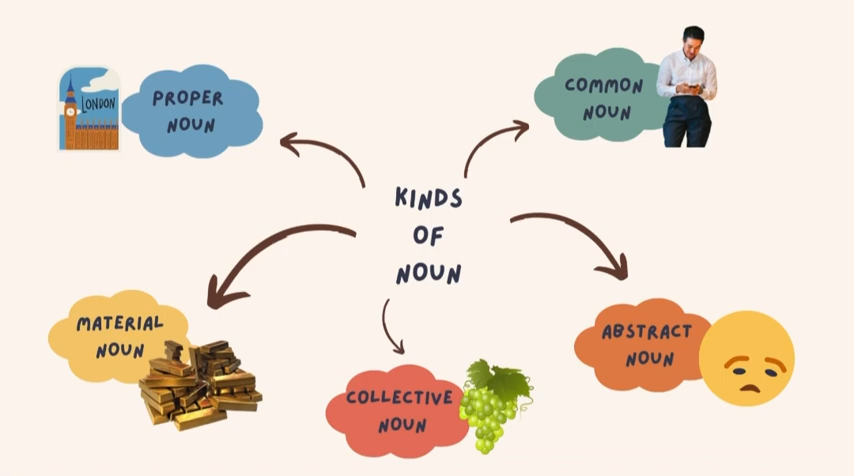 LONDON
PROPER
NOUN
COMMON
NOUN
KINDS
OF
NOUN
MATERIAL
NOUN
COLLECTIVE
NOUN
ABSTRACT
NOUN